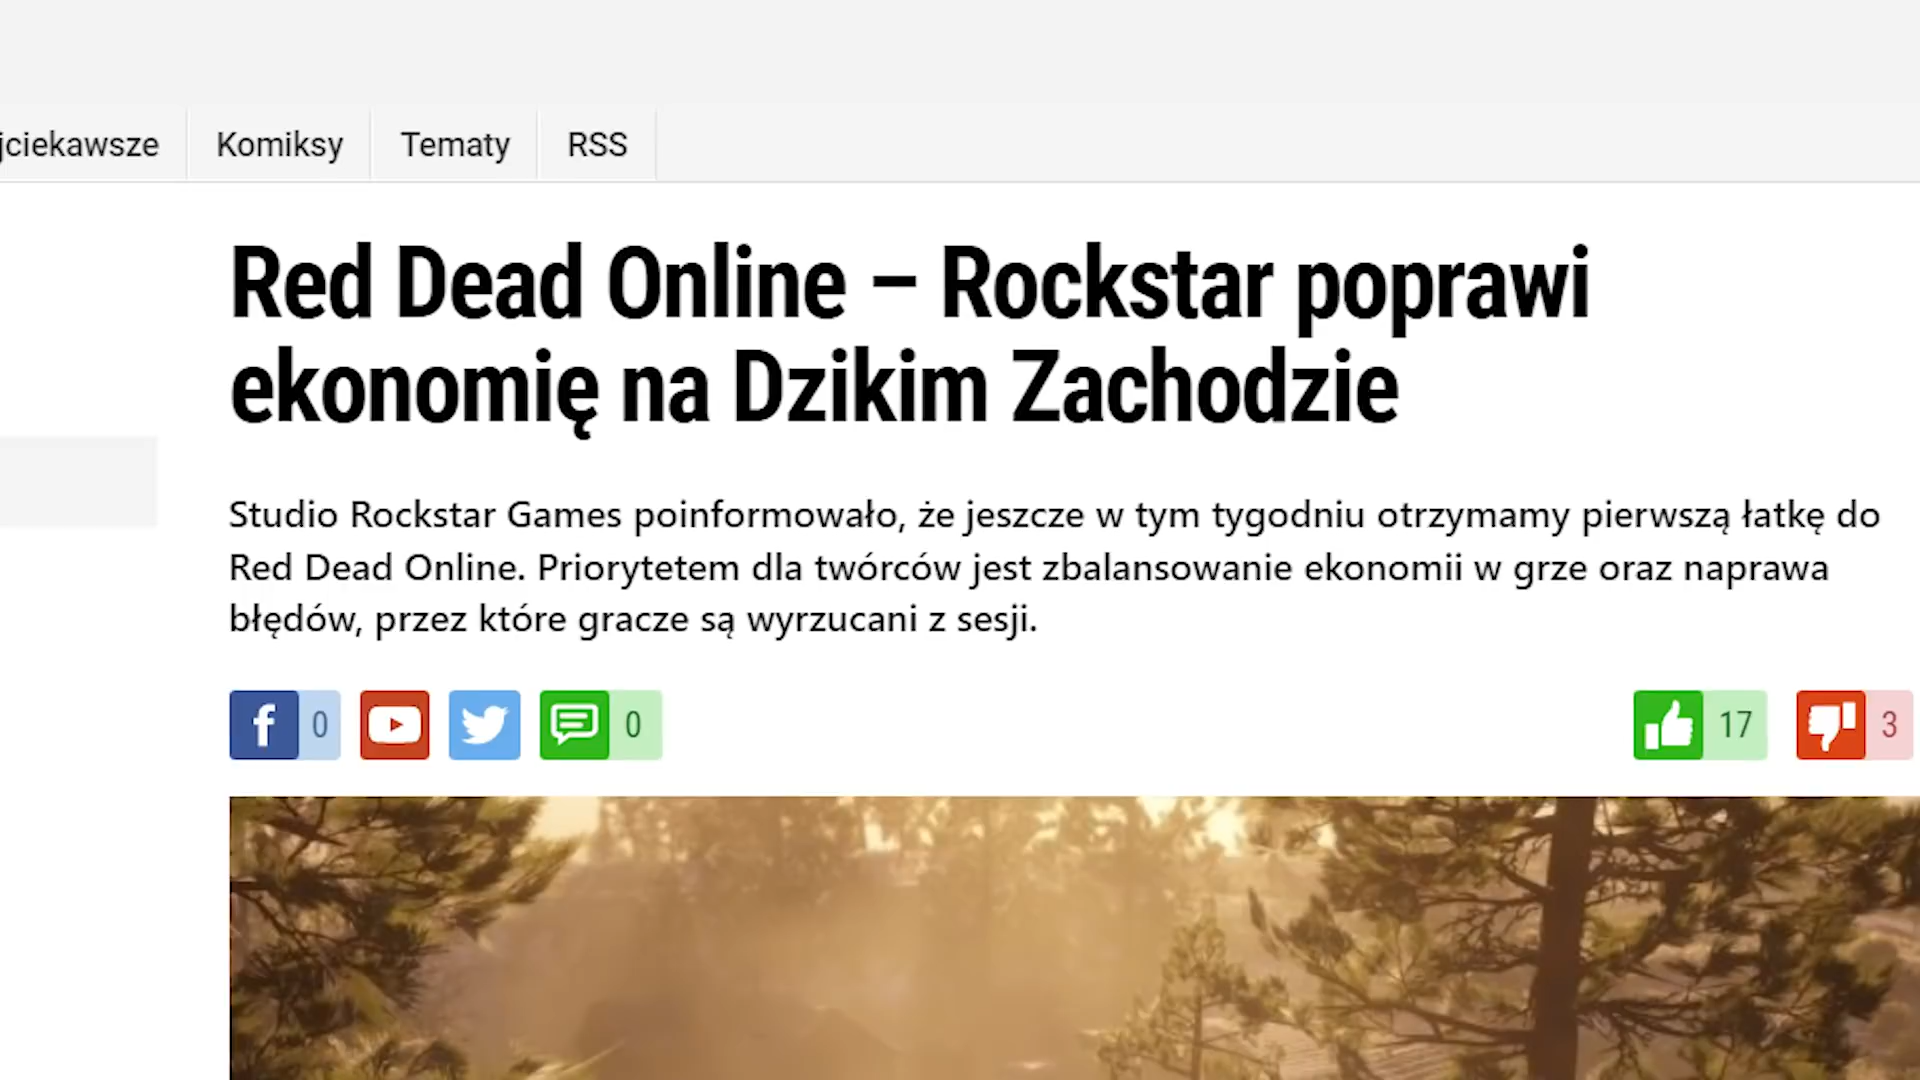 jciekawsze Komiksy Tematy RSS
Red Dead Online – Rockstar poprawi
ekonomię na Dzikim Zachodzie
Studio Rockstar Games poinformowało, że jeszcze w tym tygodniu otrzymamy pierwszą łatkę do
Red Dead Online. Priorytetem dla twórców jest zbalansowanie ekonomii w grze oraz naprawa
błędów, przez które gracze są wyrzucani z sesji.
0 0 17 3